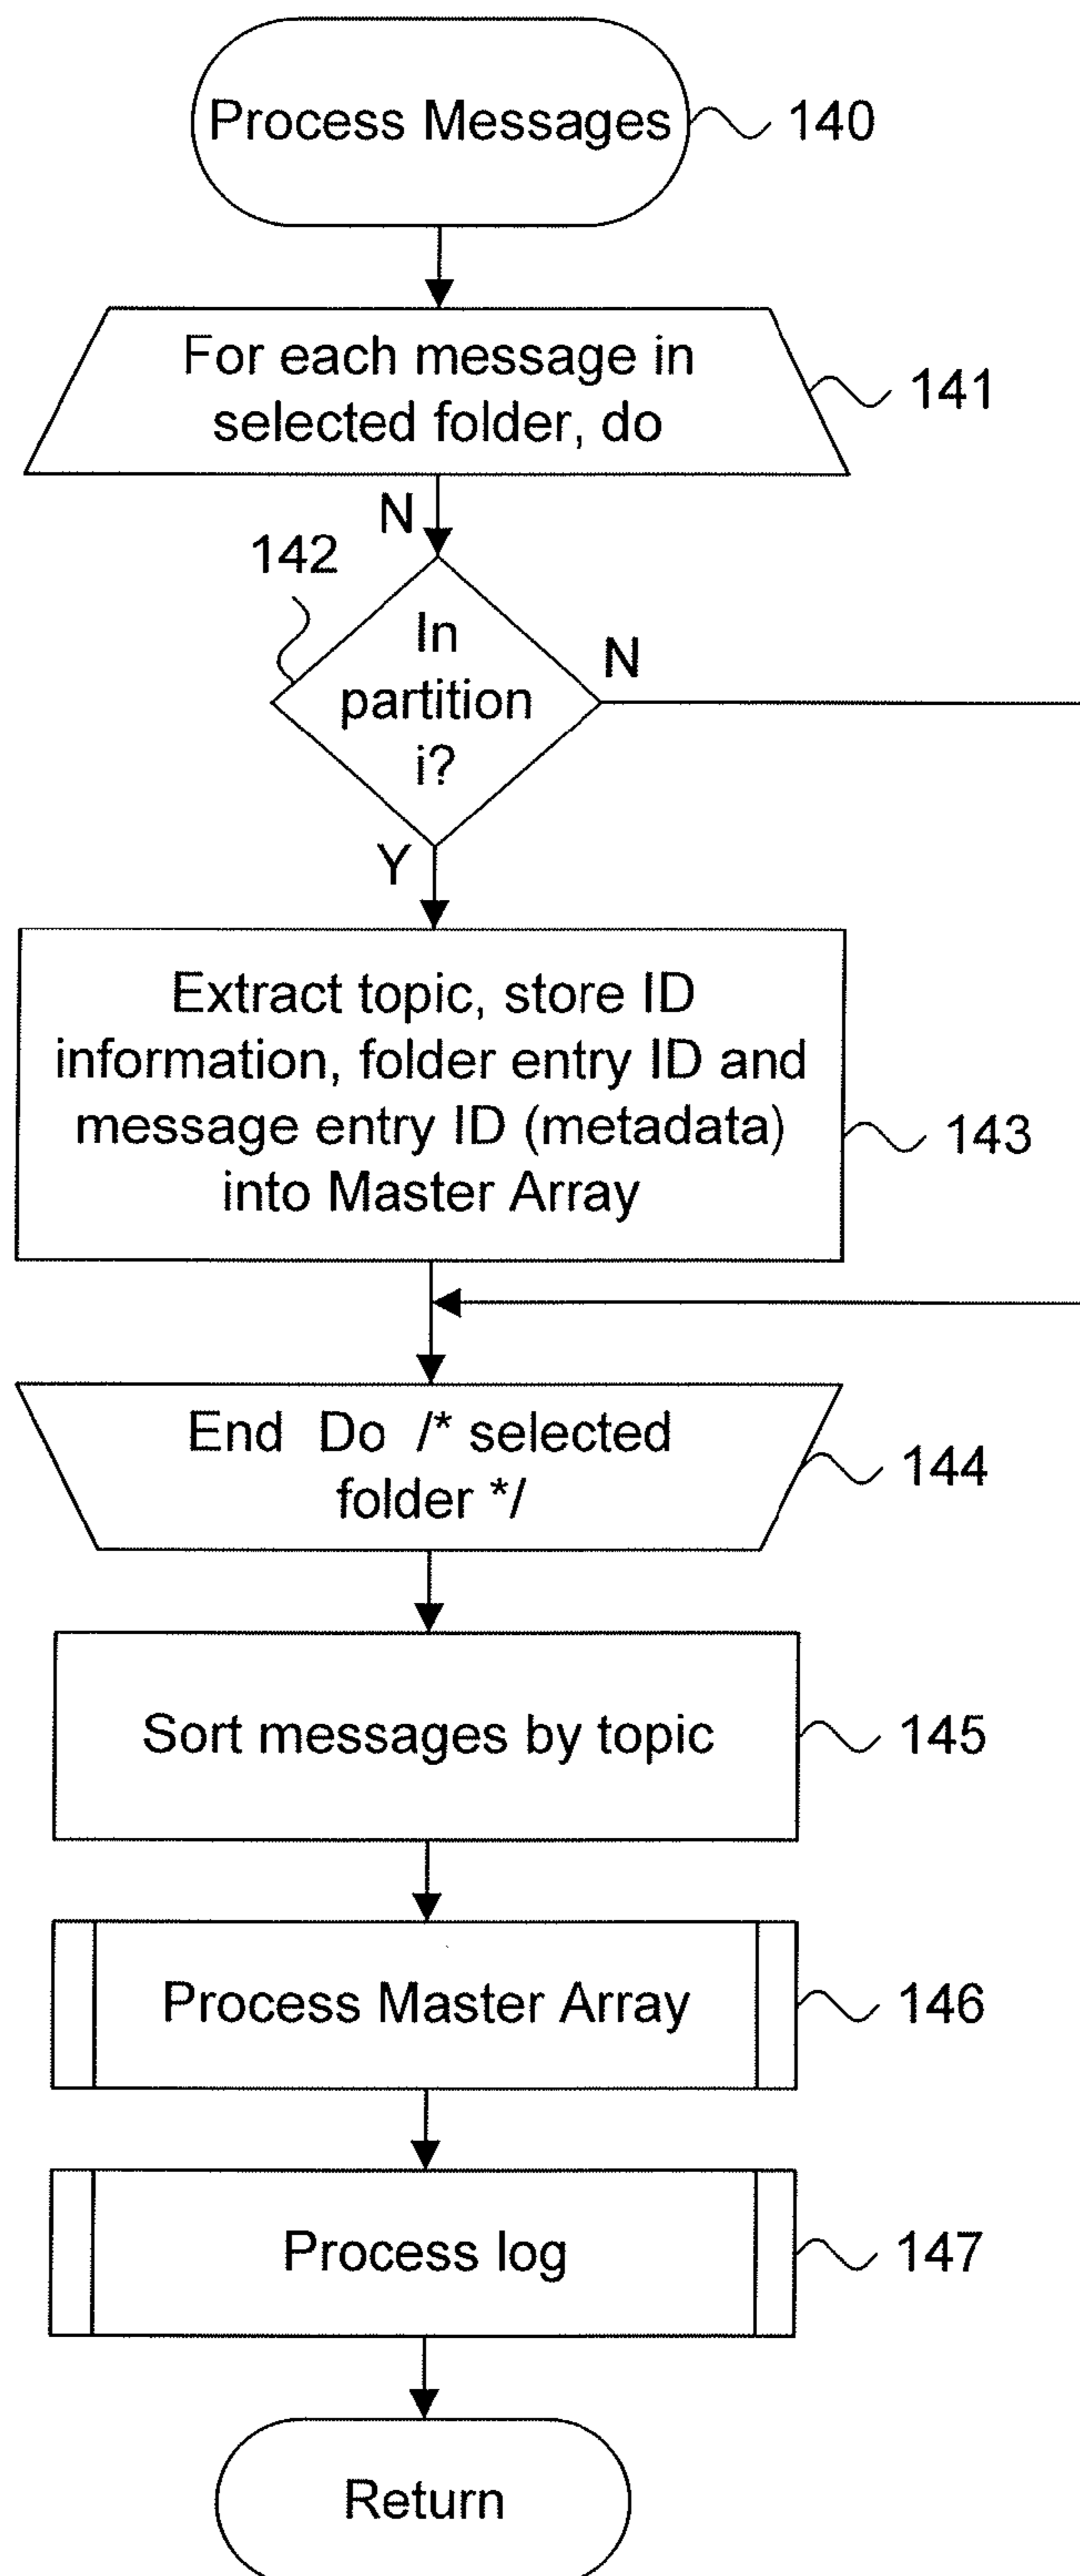 Process Messages
140
For each message in
selected folder, do
141
N
142
In
partition
i?
N
Y
Extract topic, store ID
information, folder entry ID and
message entry ID (metadata)
into Master Array
143
End Do /* selected
folder */
144
Sort messages by topic
145
Process Master Array
146
Process log
147
Return